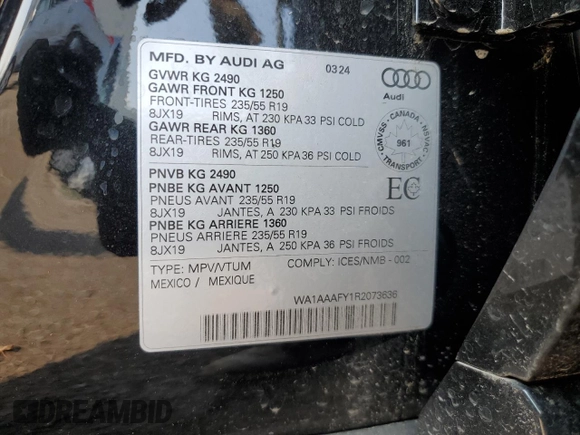 MFD. BY AUDI AG 03 24
GVWR KG 2490
GAWR FRONT KG 1250
FRONT-TIRES 235/55 R19
8JX19 RIMS, AT 230 KPA 33 PSI COLD
GAWR REAR KG 1360
REAR-TIRES 235/55 R19
8JX19 RIMS, AT 250 KPA 36 PSI COLD
Audi
CMVSS - CANADA - NSVAC
961
TRANSPORT
PNVB KG 2490
PNBE KG AVANT 1250
PNEUS AVANT 235/55 R19
8JX19 JANTES, A 230 KPA 33 PSI FROIDS
PNBE KG ARRIERE 1360
PNEUS ARRIERE 235/55 R19
8JX19 JANTES, A 250 KPA 36 PSI FROIDS
EC
TYPE: MPV/VTUM COMPLY: ICES/NMB - 002
MEXICO / MEXIQUE
WA1AAAFY1R2073636
DREAMBID